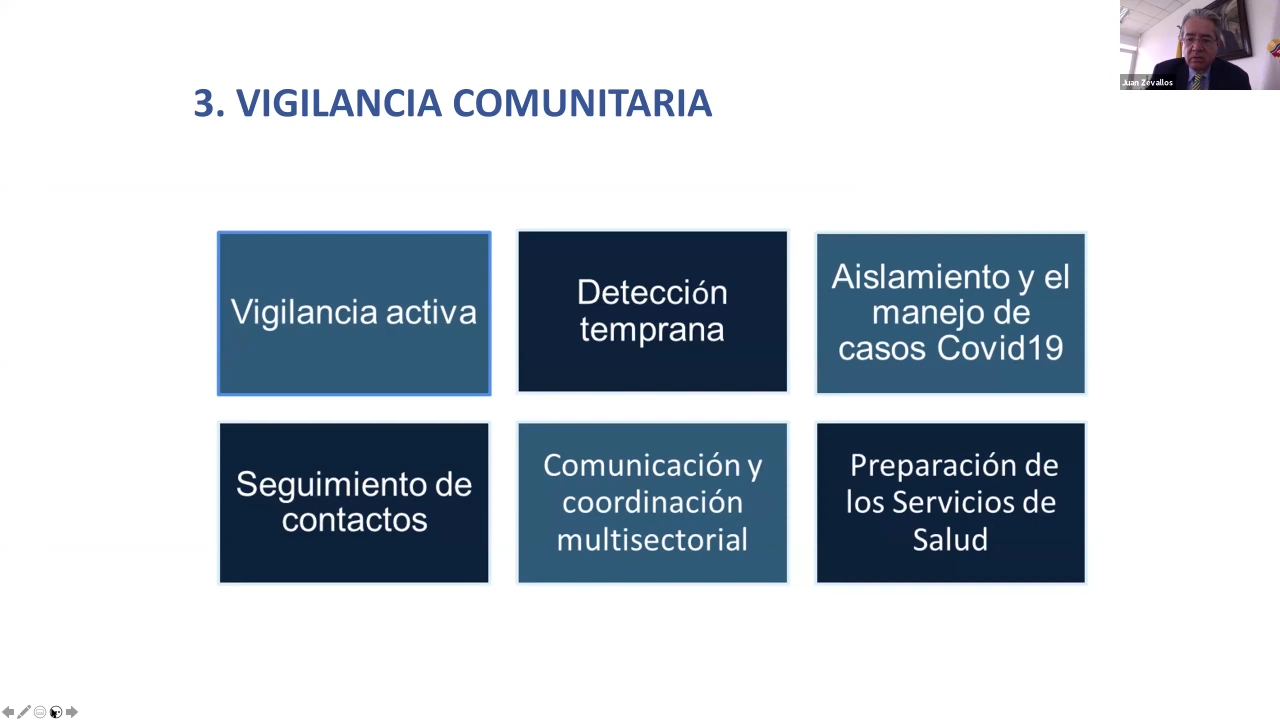 Juan Zevallos
3. VIGILANCIA COMUNITARIA
Vigilancia activa
Detección
temprana
Aislamiento y el
manejo de
casos Covid19
Seguimiento de
contactos
Comunicación y
coordinación
multisectorial
Preparación de
los Servicios de
Salud